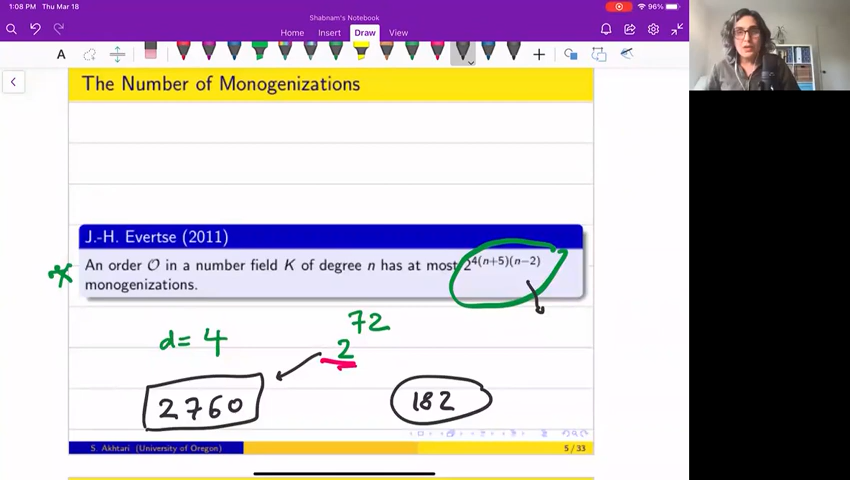 1:08 PM Thu Mar 18
96%
Shabnam's Notebook
Home Insert Draw View
A
The Number of Monogenizations
J.-H. Evertse (2011)
An order 𝒪 in a number field K of degree n has at most 2^{4(n+5)(n−2)}
monogenizations.
d = 4
2^{72}
2760
182
S. Akhtari (University of Oregon)
5 / 33